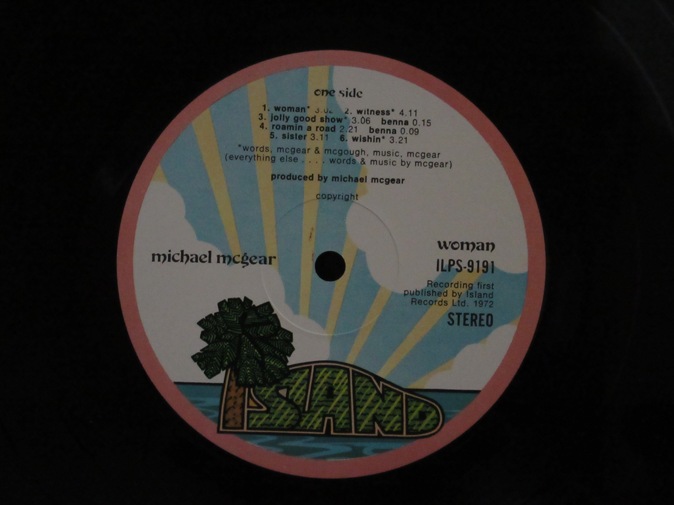 one side
1. woman* 2. witness* 4.11
3. jolly good show* 3.06 benna 0.15
4. roamin a road 2.21 benna 0.09
5. sister 3.11 6. wishin* 3.21
*words, mcgear & mcgough, music, mcgear
(everything else . . . . words & music by mcgear)
produced by michael mcgear
copyright
michael mcgear
woman
ILPS-9191
Recording first
published by Island
Records Ltd. 1972
STEREO
ISLAND